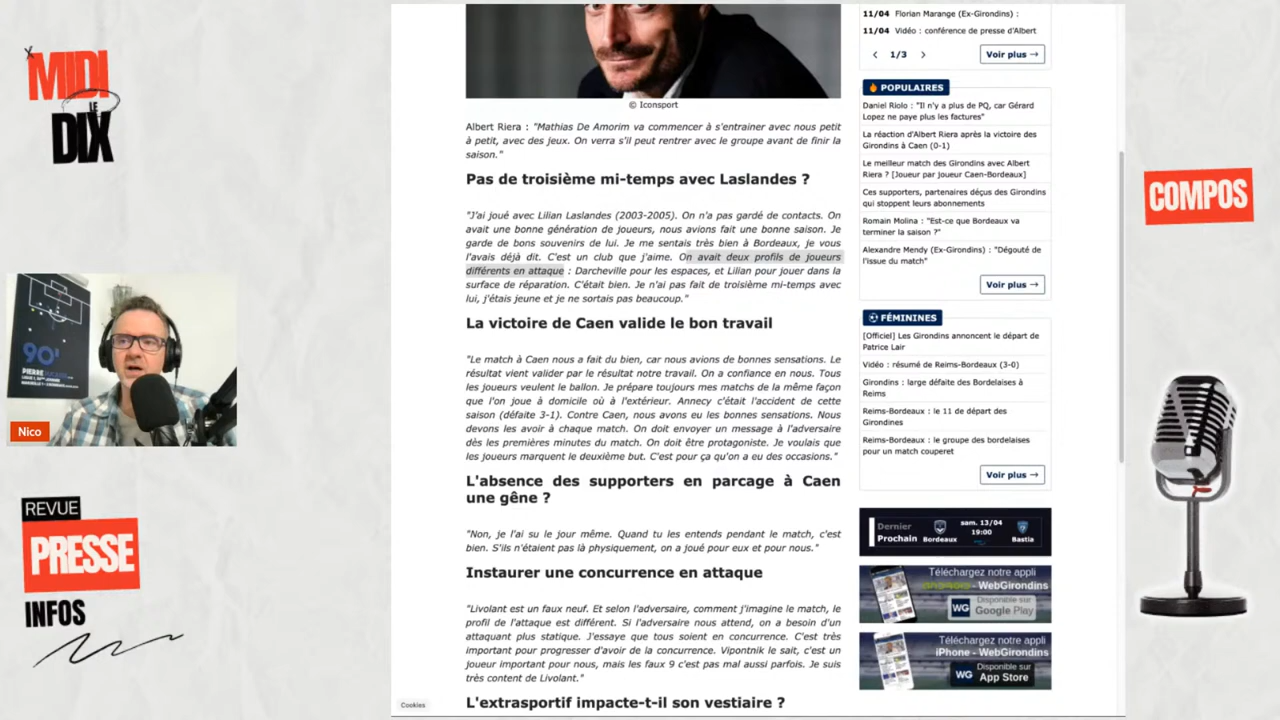 MIDI
LE
DIX
90'
Nico
REVUE
PRESSE
INFOS
© Iconsport
Albert Riera : "Mathias De Amorim va commencer à s'entrainer avec nous petit
à petit, avec des jeux. On verra s'il peut rentrer avec le groupe avant de finir la
saison."
Pas de troisième mi-temps avec Laslandes ?
"J'ai joué avec Lilian Laslandes (2003-2005). On n'a pas gardé de contacts. On
avait une bonne génération de joueurs, nous avions fait une bonne saison. Je
garde de bons souvenirs de lui. Je me sentais très bien à Bordeaux, je vous
l'avais déjà dit. C'est un club que j'aime. On avait deux profils de joueurs
différents en attaque : Darcheville pour les espaces, et Lilian pour jouer dans la
surface de réparation. C'était bien. Je n'ai pas fait de troisième mi-temps avec
lui, j'étais jeune et je ne sortais pas beaucoup."
La victoire de Caen valide le bon travail
"Le match à Caen nous a fait du bien, car nous avions de bonnes sensations. Le
résultat vient valider par le résultat notre travail. On a confiance en nous. Tous
les joueurs veulent le ballon. Je prépare toujours mes matchs de la même façon
que l'on joue à domicile où à l'extérieur. Annecy c'était l'accident de cette
saison (défaite 3-1). Contre Caen, nous avons eu les bonnes sensations. Nous
devons les avoir à chaque match. On doit envoyer un message à l'adversaire
dès les premières minutes du match. On doit être protagoniste. Je voulais que
les joueurs marquent le deuxième but. C'est pour ça qu'on a eu des occasions."
L'absence des supporters en parcage à Caen
une gêne ?
"Non, je l'ai su le jour même. Quand tu les entends pendant le match, c'est
bien. S'ils n'étaient pas là physiquement, on a joué pour eux et pour nous."
Instaurer une concurrence en attaque
"Livolant est un faux neuf. Et selon l'adversaire, comment j'imagine le match, le
profil de l'attaque est différent. Si l'adversaire nous attend, on a besoin d'un
attaquant plus statique. J'essaye que tous soient en concurrence. C'est très
important pour progresser d'avoir de la concurrence. Vipontnik le sait, c'est un
joueur important pour nous, mais les faux 9 c'est pas mal aussi parfois. Je suis
très content de Livolant."
L'extrasportif impacte-t-il son vestiaire ?
Cookies
11/04 Florian Marange (Ex-Girondins) :
11/04 Vidéo : conférence de presse d'Albert
1/3
Voir plus →
POPULAIRES
Daniel Riolo : "Il n'y a plus de PQ, car Gérard
Lopez ne paye plus les factures"
La réaction d'Albert Riera après la victoire des
Girondins à Caen (0-1)
Le meilleur match des Girondins avec Albert
Riera ? [Joueur par joueur Caen-Bordeaux]
Ces supporters, partenaires déçus des Girondins
qui stoppent leurs abonnements
Romain Molina : "Est-ce que Bordeaux va
terminer la saison ?"
Alexandre Mendy (Ex-Girondins) : "Dégouté de
l'issue du match"
Voir plus →
FÉMININES
[Officiel] Les Girondins annoncent le départ de
Patrice Lair
Vidéo : résumé de Reims-Bordeaux (3-0)
Girondins : large défaite des Bordelaises à
Reims
Reims-Bordeaux : le 11 de départ des
Girondines
Reims-Bordeaux : le groupe des bordelaises
pour un match couperet
Voir plus →
Dernier
Prochain
Bordeaux
sam. 13/04
19:00
Bastia
Téléchargez notre appli
ANDROID - WebGirondins
WG
Disponible sur
Google Play
Téléchargez notre appli
iPhone - WebGirondins
WG
Disponible sur
App Store
COMPOS